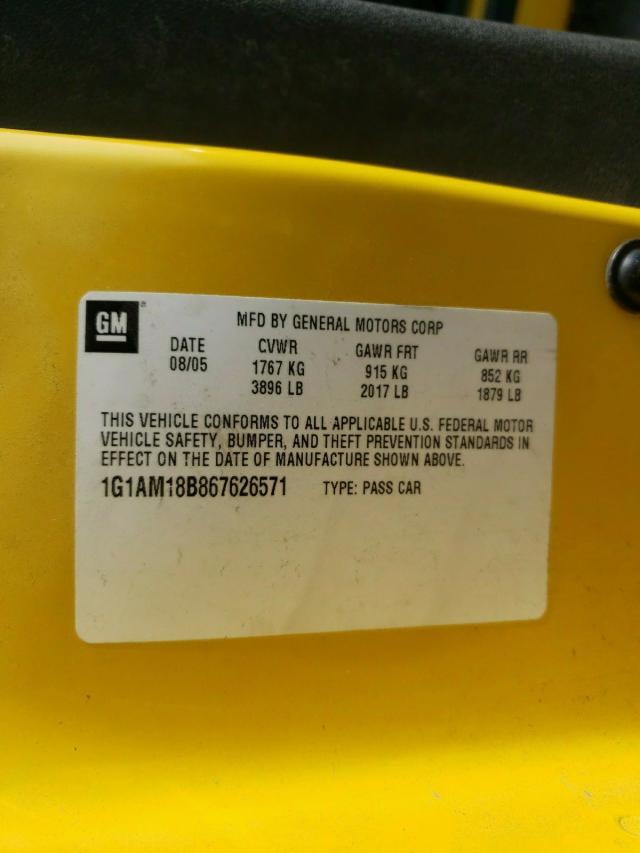 GM® MFD BY GENERAL MOTORS CORP
DATE GVWR GAWR FRT GAWR RR
08/05 1767 KG 915 KG 852 KG
3896 LB 2017 LB 1879 LB
THIS VEHICLE CONFORMS TO ALL APPLICABLE U.S. FEDERAL MOTOR
VEHICLE SAFETY, BUMPER, AND THEFT PREVENTION STANDARDS IN
EFFECT ON THE DATE OF MANUFACTURE SHOWN ABOVE.
1G1AM18B867626571 TYPE: PASS CAR